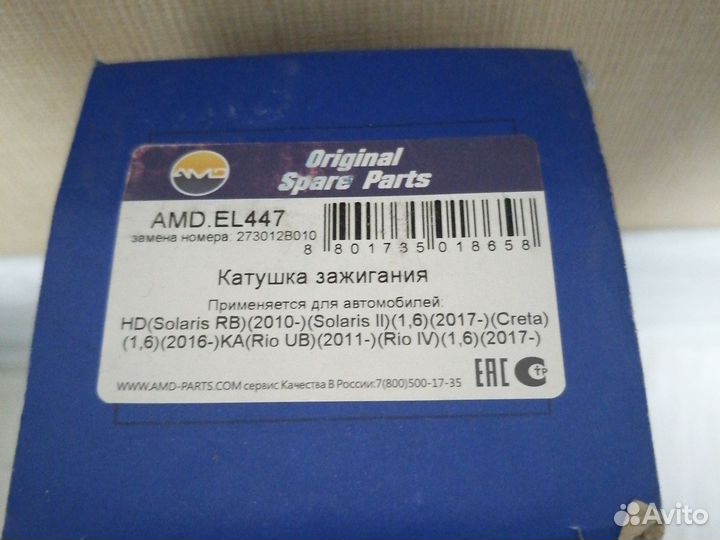 AMD
Original
Spare Parts
AMD.EL447
замена номера: 273012B010
8 801735 018658
Катушка зажигания
Применяется для автомобилей:
HD(Solaris RB)(2010-)(Solaris II)(1,6)(2017-)(Creta)
(1,6)(2016-)KA(Rio UB)(2011-)(Rio IV)(1,6)(2017-)
WWW.AMD-PARTS.COM сервис Качества В России:7(800)500-17-35
EAC
СТР
Avito